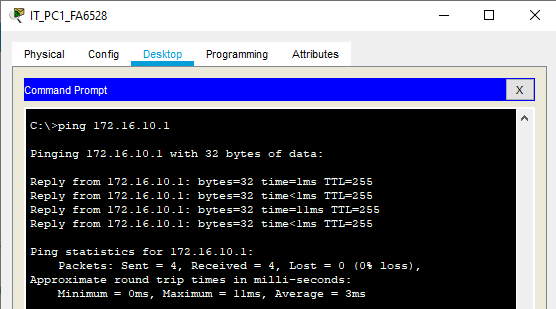 IT_PC1_FA6528
Physical Config Desktop Programming Attributes
Command Prompt X
C:\>ping 172.16.10.1
Pinging 172.16.10.1 with 32 bytes of data:
Reply from 172.16.10.1: bytes=32 time=1ms TTL=255
Reply from 172.16.10.1: bytes=32 time<1ms TTL=255
Reply from 172.16.10.1: bytes=32 time=11ms TTL=255
Reply from 172.16.10.1: bytes=32 time<1ms TTL=255
Ping statistics for 172.16.10.1:
Packets: Sent = 4, Received = 4, Lost = 0 (0% loss),
Approximate round trip times in milli-seconds:
Minimum = 0ms, Maximum = 11ms, Average = 3ms